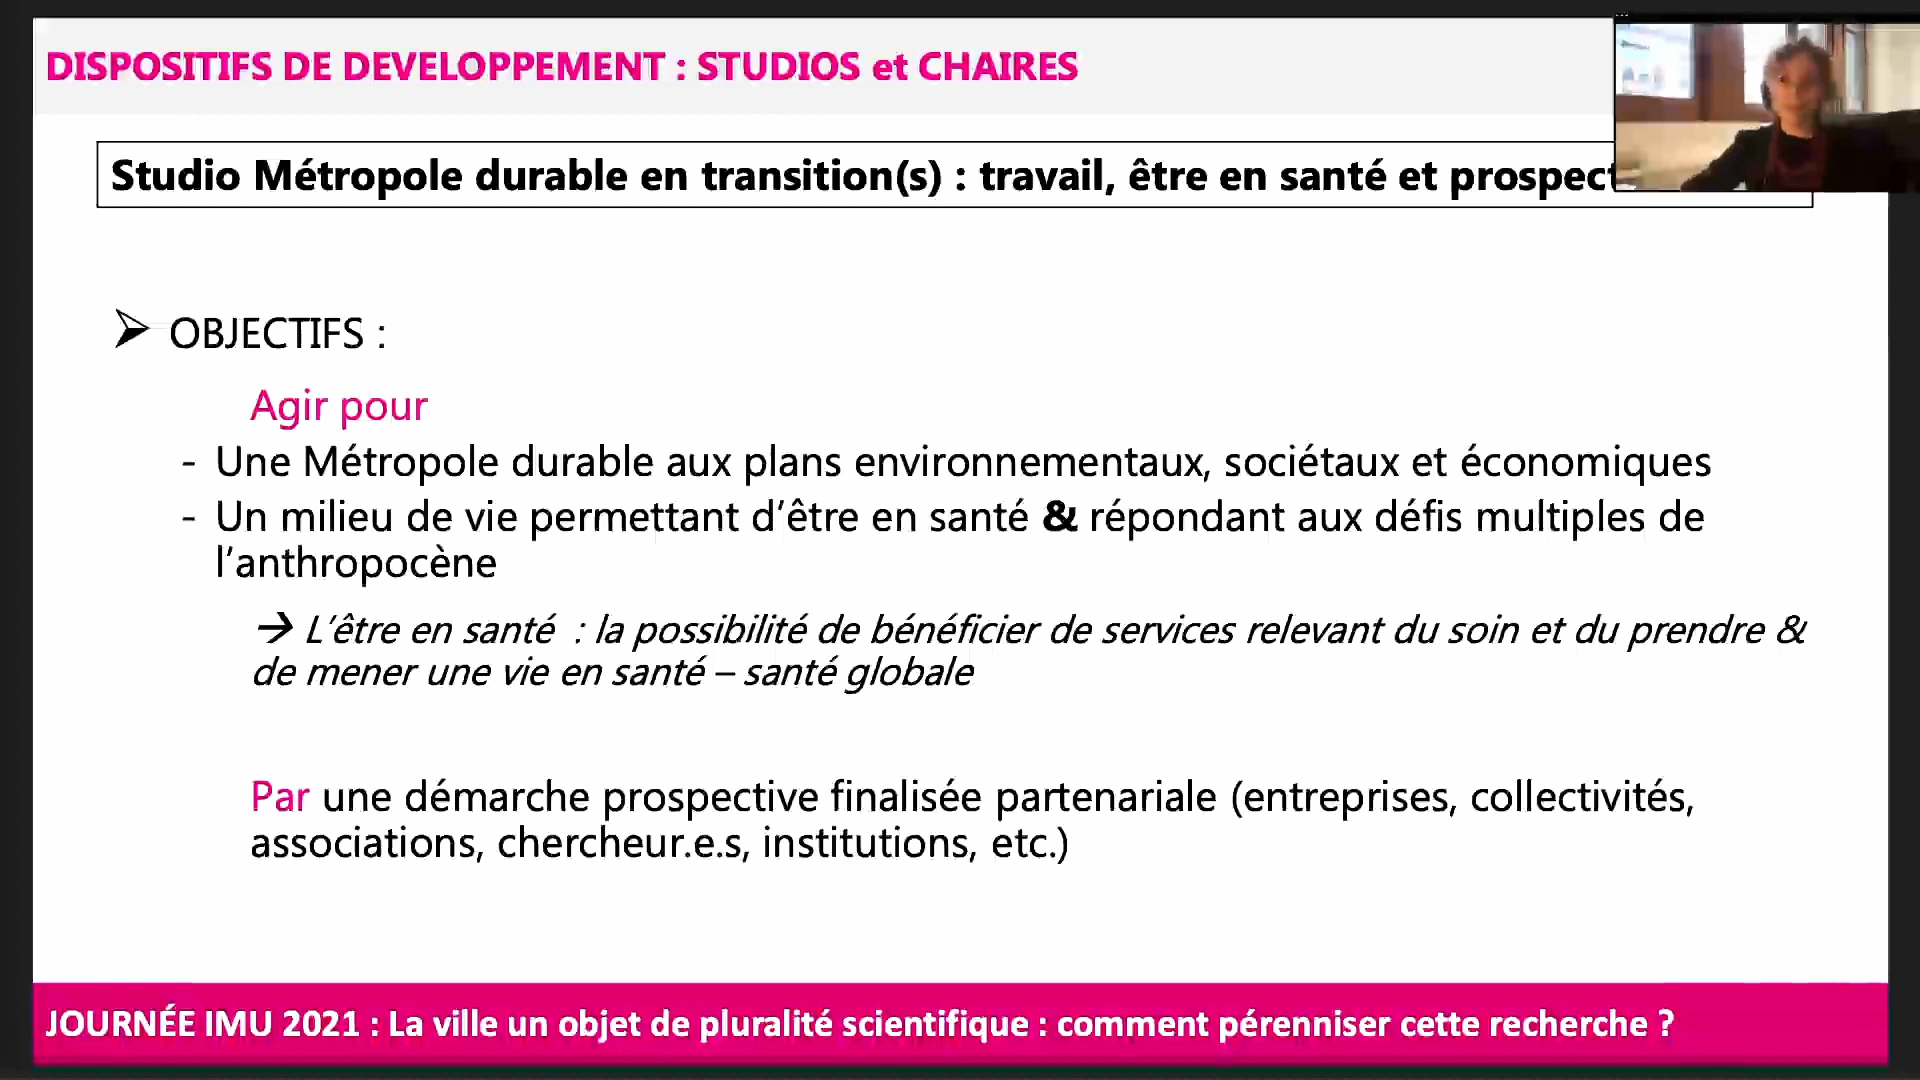 DISPOSITIFS DE DEVELOPPEMENT : STUDIOS et CHAIRES
Studio Métropole durable en transition(s) : travail, être en santé et
➢ OBJECTIFS :
Agir pour
- Une Métropole durable aux plans environnementaux, sociétaux et économiques
- Un milieu de vie permettant d’être en santé & répondant aux défis multiples de
l’anthropocène
→ L’être en santé : la possibilité de bénéficier de services relevant du soin et du prendre &
de mener une vie en santé – santé globale
Par une démarche prospective finalisée partenariale (entreprises, collectivités,
associations, chercheur.e.s, institutions, etc.)
JOURNÉE IMU 2021 : La ville un objet de pluralité scientifique : comment pérenniser cette recherche ?